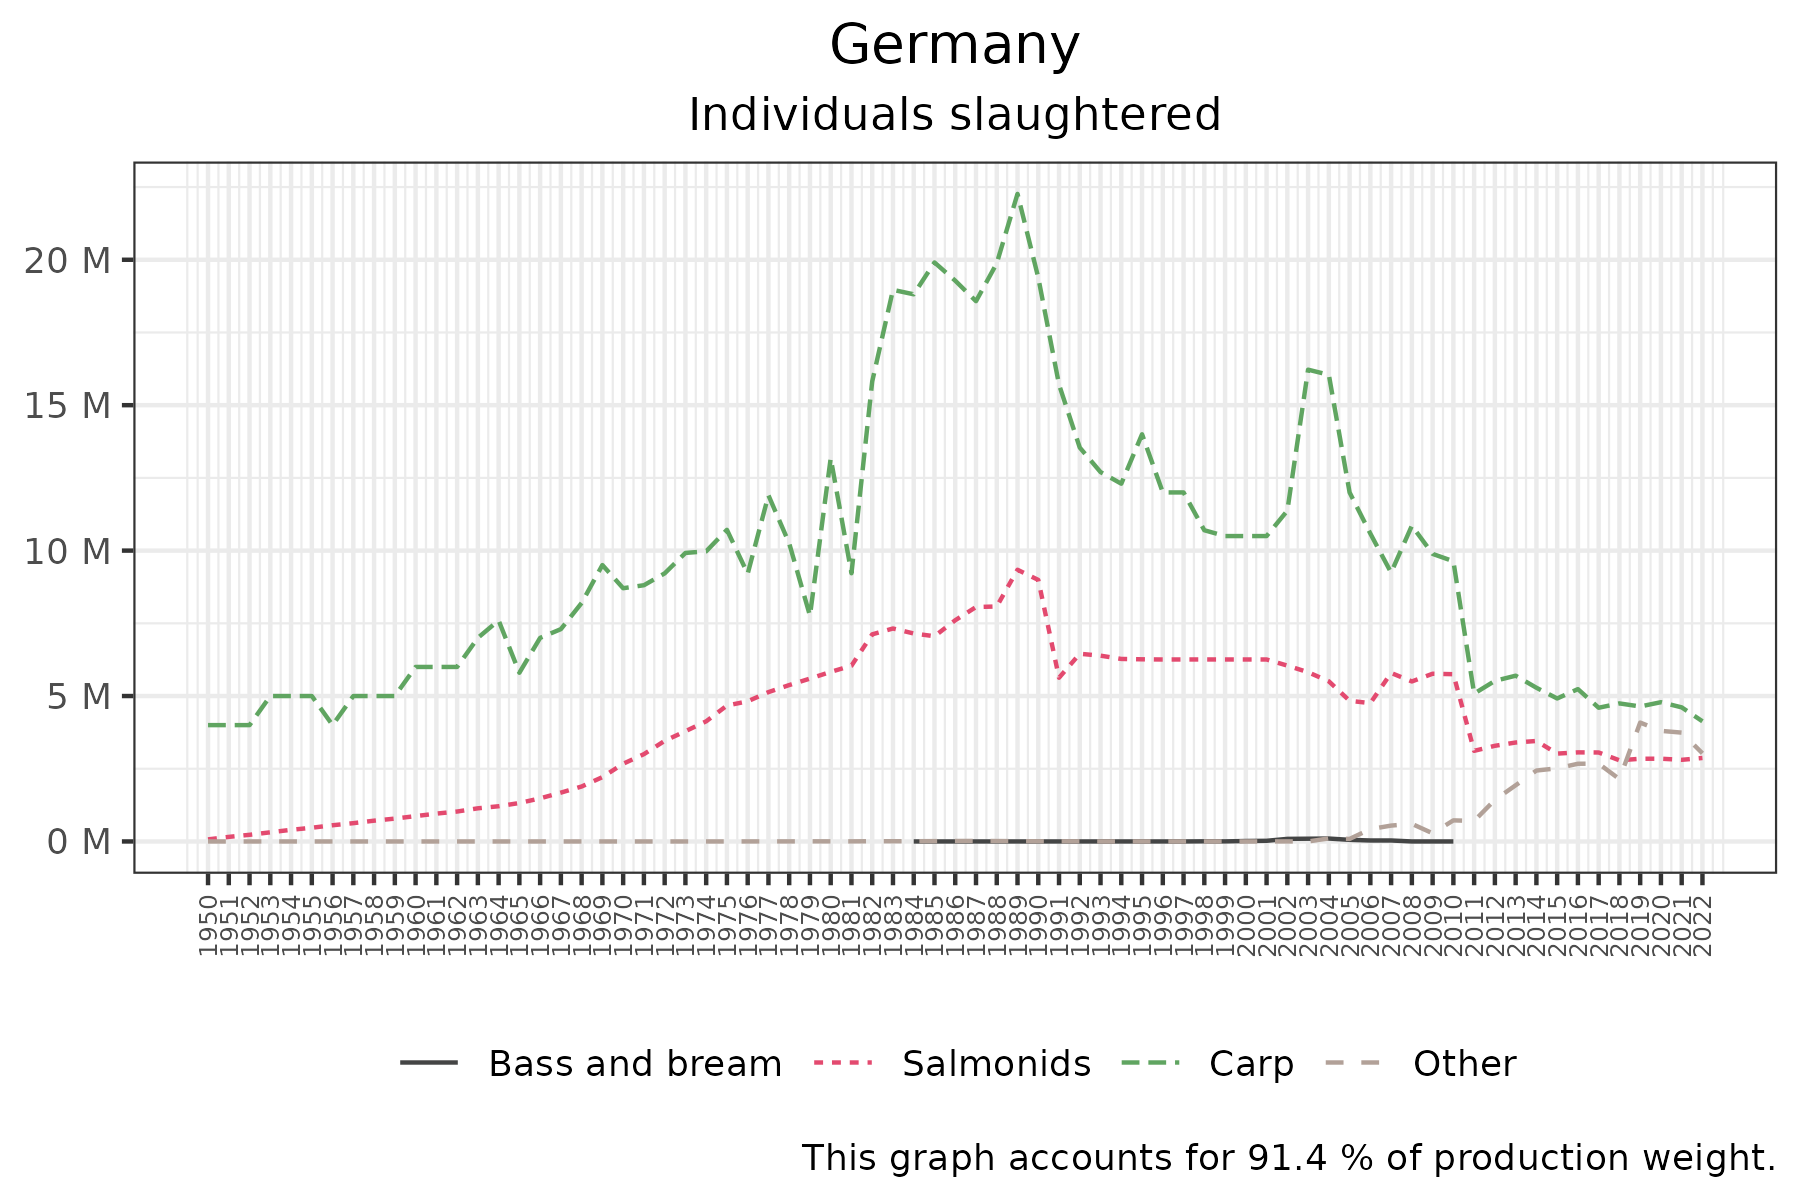 Germany
Individuals slaughtered
20 M
15 M
10 M
5 M
0 M
1950 1951 1952 1953 1954 1955 1956 1957 1958 1959 1960 1961 1962 1963 1964 1965 1966 1967 1968 1969 1970 1971 1972 1973 1974 1975 1976 1977 1978 1979 1980 1981 1982 1983 1984 1985 1986 1987 1988 1989 1990 1991 1992 1993 1994 1995 1996 1997 1998 1999 2000 2001 2002 2003 2004 2005 2006 2007 2008 2009 2010 2011 2012 2013 2014 2015 2016 2017 2018 2019 2020 2021 2022
Bass and bream Salmonids Carp Other
This graph accounts for 91.4 % of production weight.